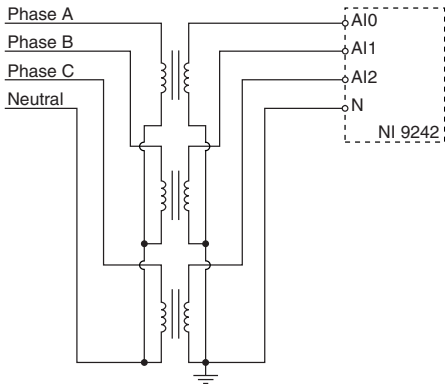 Phase A
Phase B
Phase C
Neutral
AI0
AI1
AI2
N
NI 9242